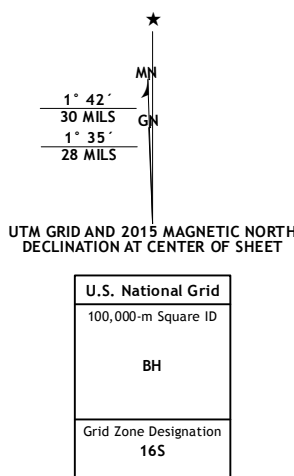 MN
1° 42´
30 MILS
GN
1° 35´
28 MILS
UTM GRID AND 2015 MAGNETIC NORTH
DECLINATION AT CENTER OF SHEET
U.S. National Grid
100,000-m Square ID
BH
Grid Zone Designation
16S